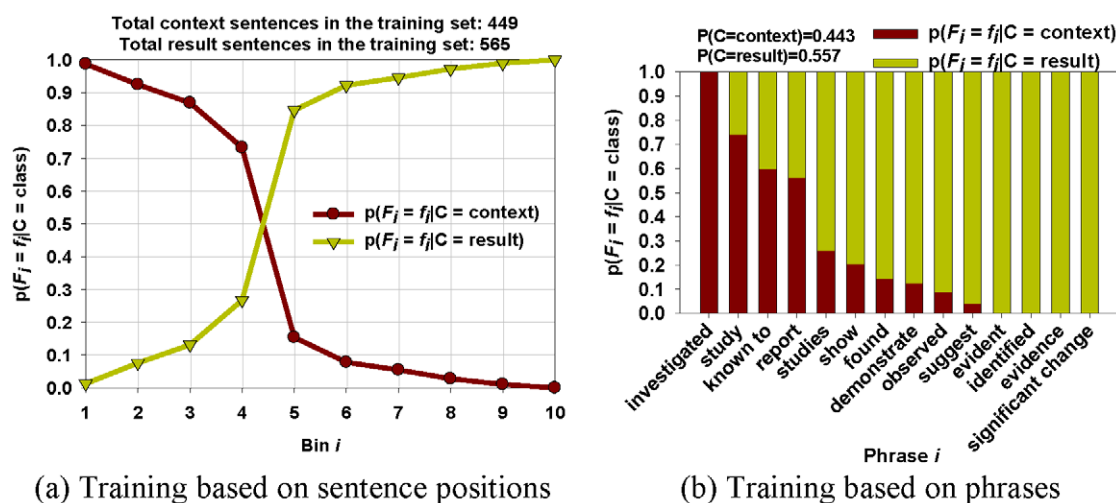 Total context sentences in the training set: 449
Total result sentences in the training set: 565
p(Fi = fj|C = class)
1.0
0.9
0.8
0.7
0.6
0.5
0.4
0.3
0.2
0.1
0.0
p(Fi = fj|C = context)
p(Fi = fj|C = result)
1 2 3 4 5 6 7 8 9 10
Bin i
(a) Training based on sentence positions
P(C=context)=0.443
P(C=result)=0.557
p(Fi = fj|C = context)
p(Fi = fj|C = result)
p(Fi = fj|C = class)
1.0
0.9
0.8
0.7
0.6
0.5
0.4
0.3
0.2
0.1
0.0
investigated
study
known to
report
studies
show
found
demonstrate
observed
suggest
evident
identified
evidence
significant change
Phrase i
(b) Training based on phrases